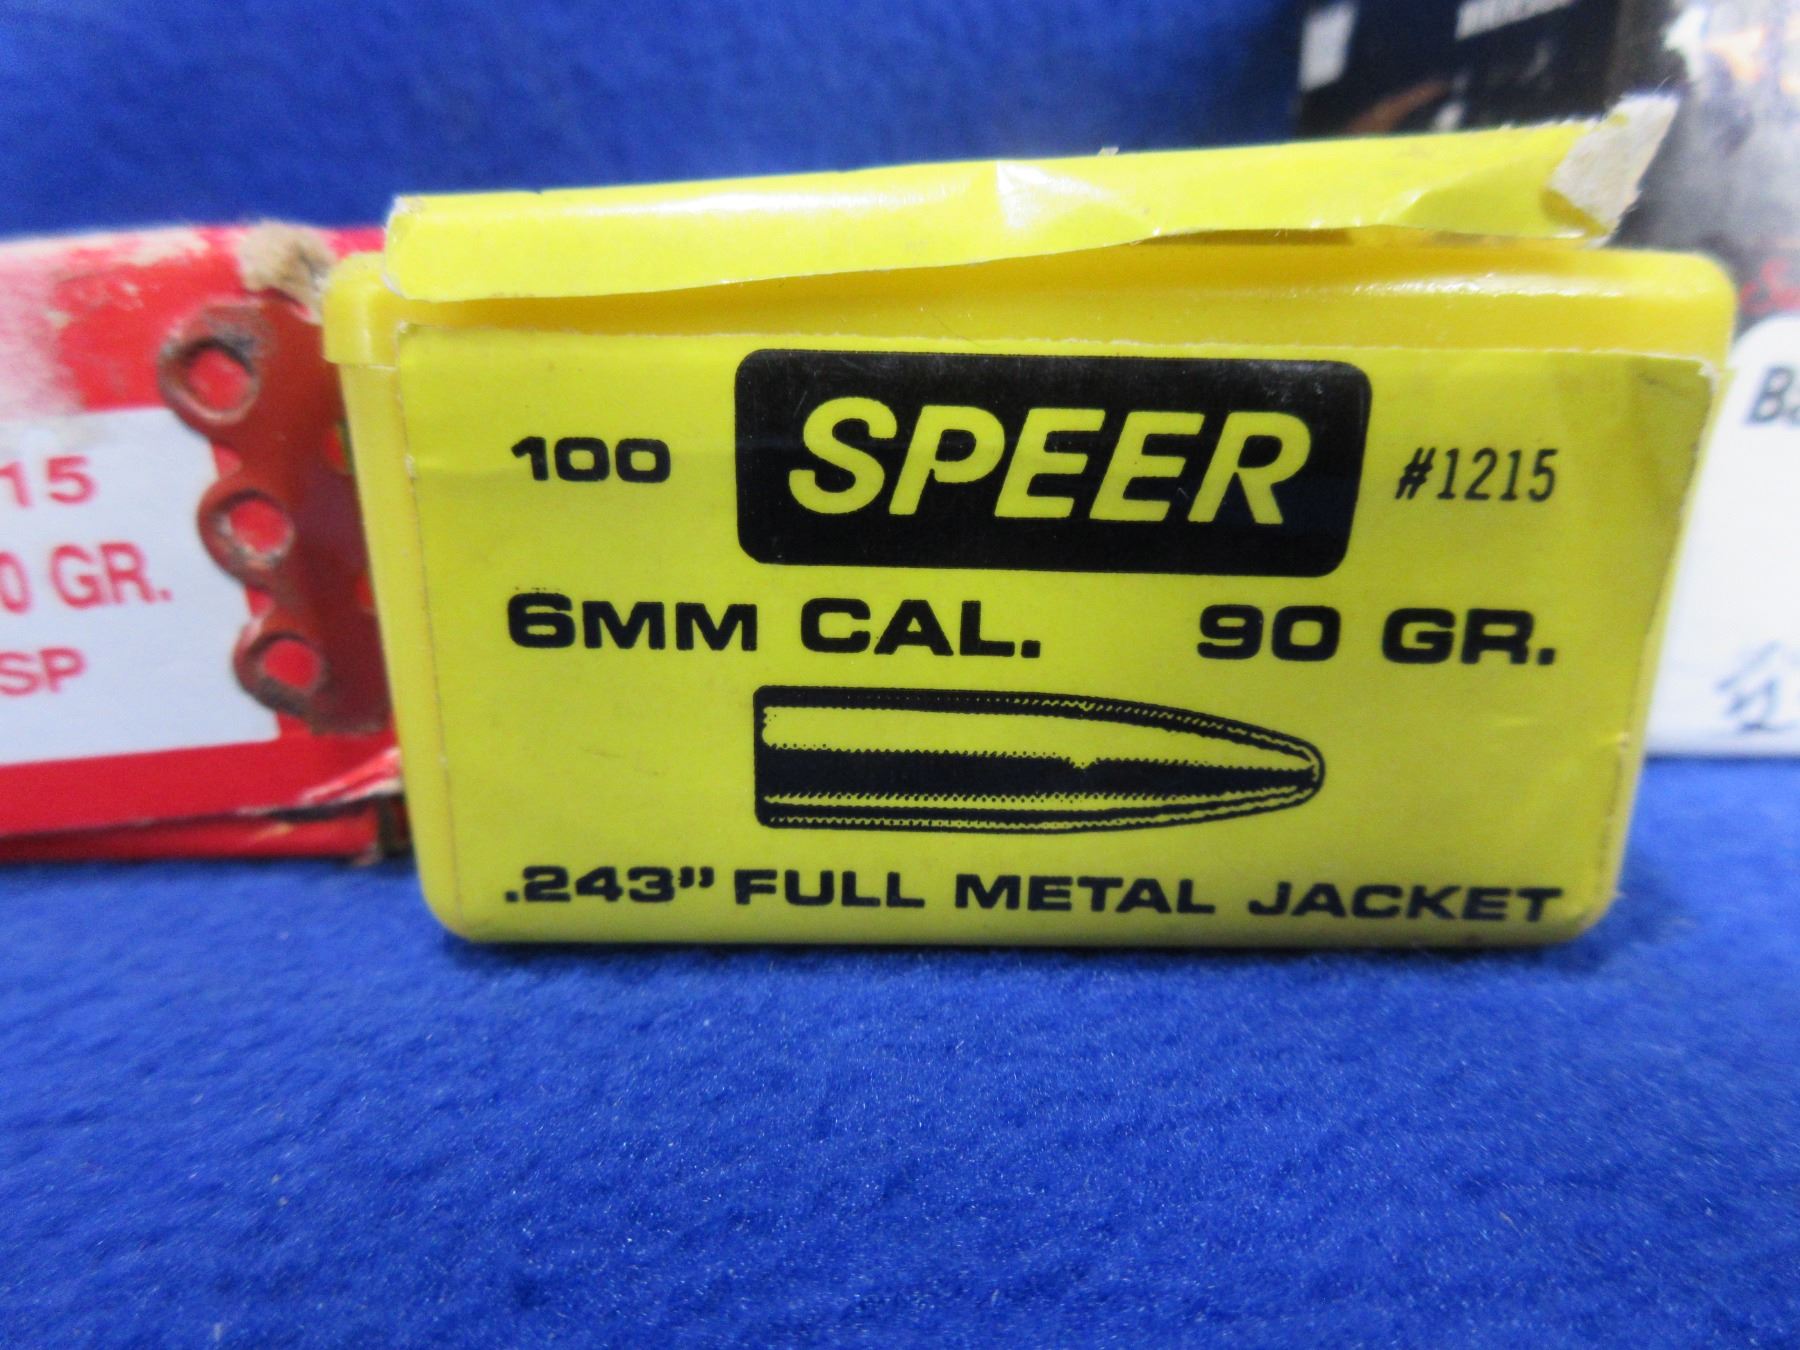 100 SPEER #1215
6MM CAL. 90 GR.
.243" FULL METAL JACKET
15
0 GR.
SP